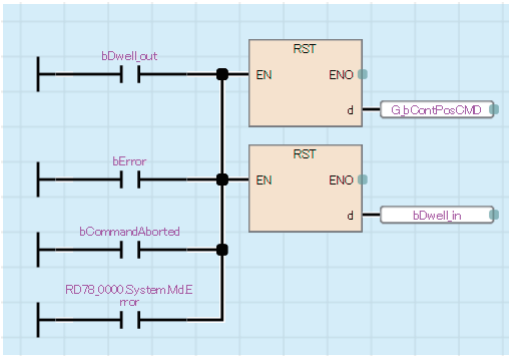 RST
bDwell_out
EN
ENO
d
G_bContPosCMD
RST
bError
EN
ENO
d
bDwell_in
bCommandAborted
RD78_0000.System.Md.E
rror